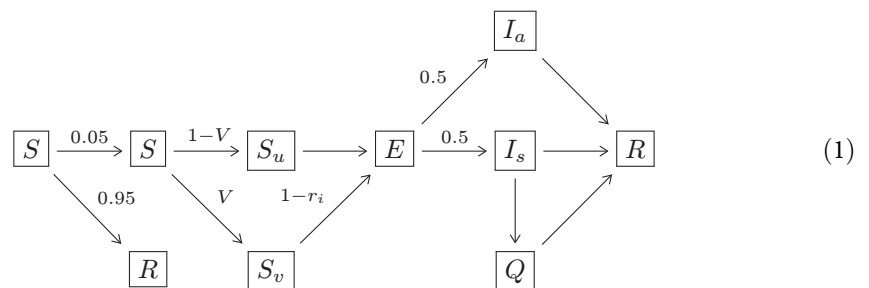 I_a
0.5
S 0.05 S 1−V S_u E 0.5 I_s R (1)
0.95 V 1−r_i
R S_v Q